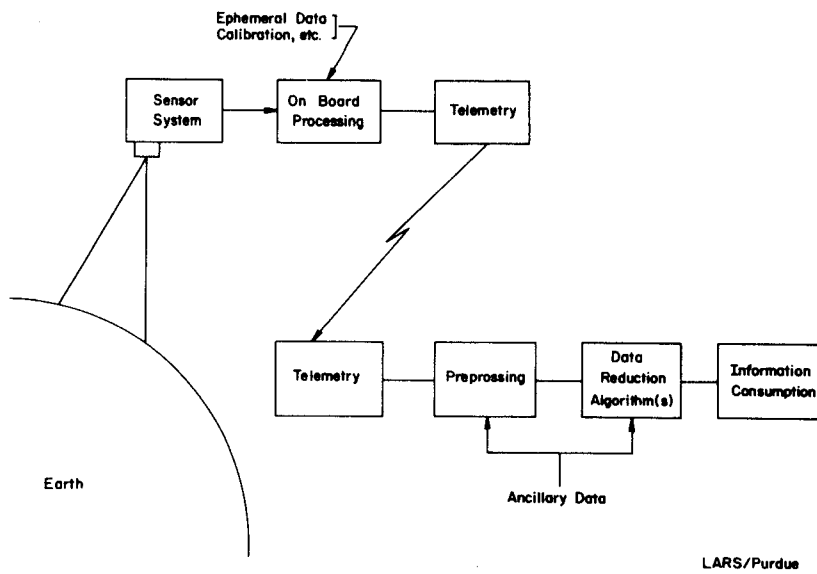 Ephemeral Data
Calibration, etc.
Sensor
System
On Board
Processing
Telemetry
Telemetry
Preprossing
Data
Reduction
Algorithm(s)
Information
Consumption
Ancillary Data
Earth
LARS/Purdue